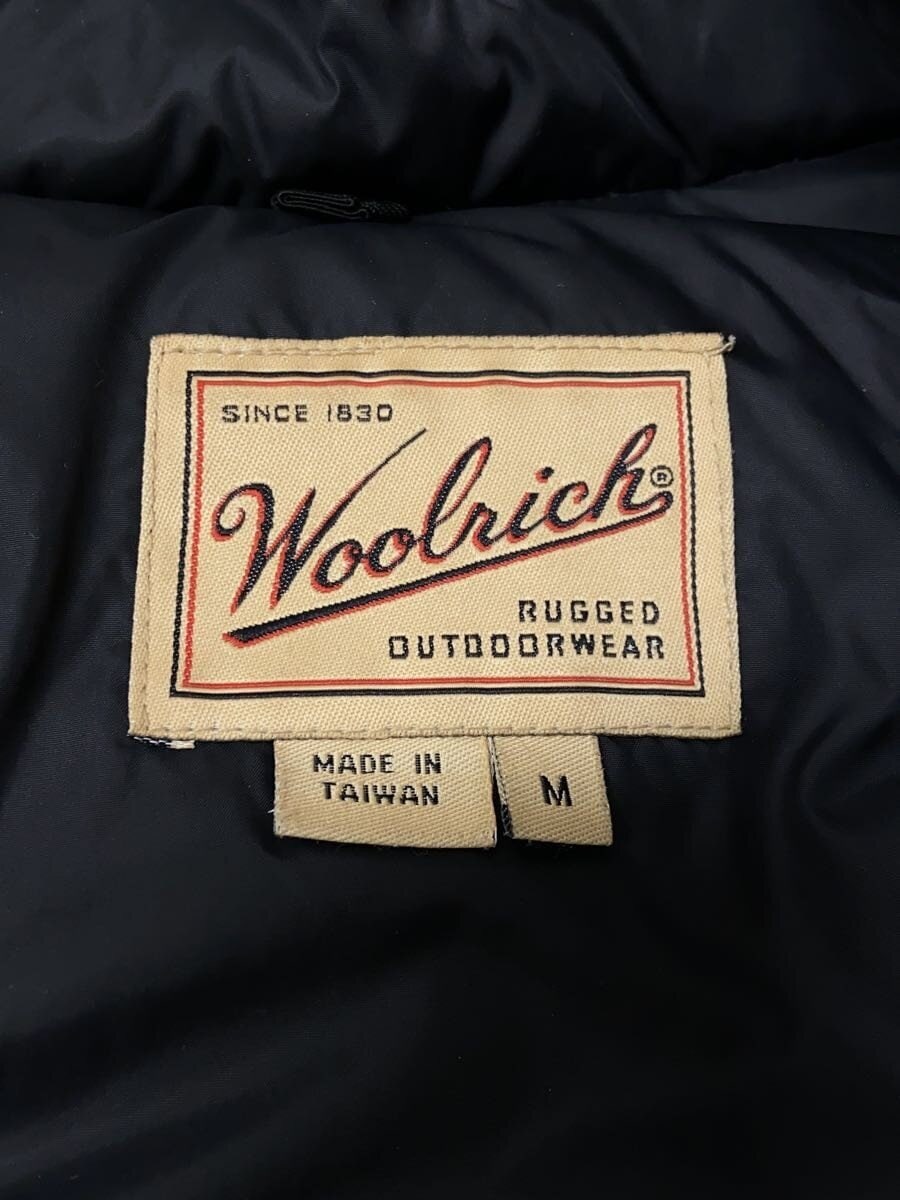 SINCE 1830
Woolrich®
RUGGED
OUTDOORWEAR
MADE IN
TAIWAN
M